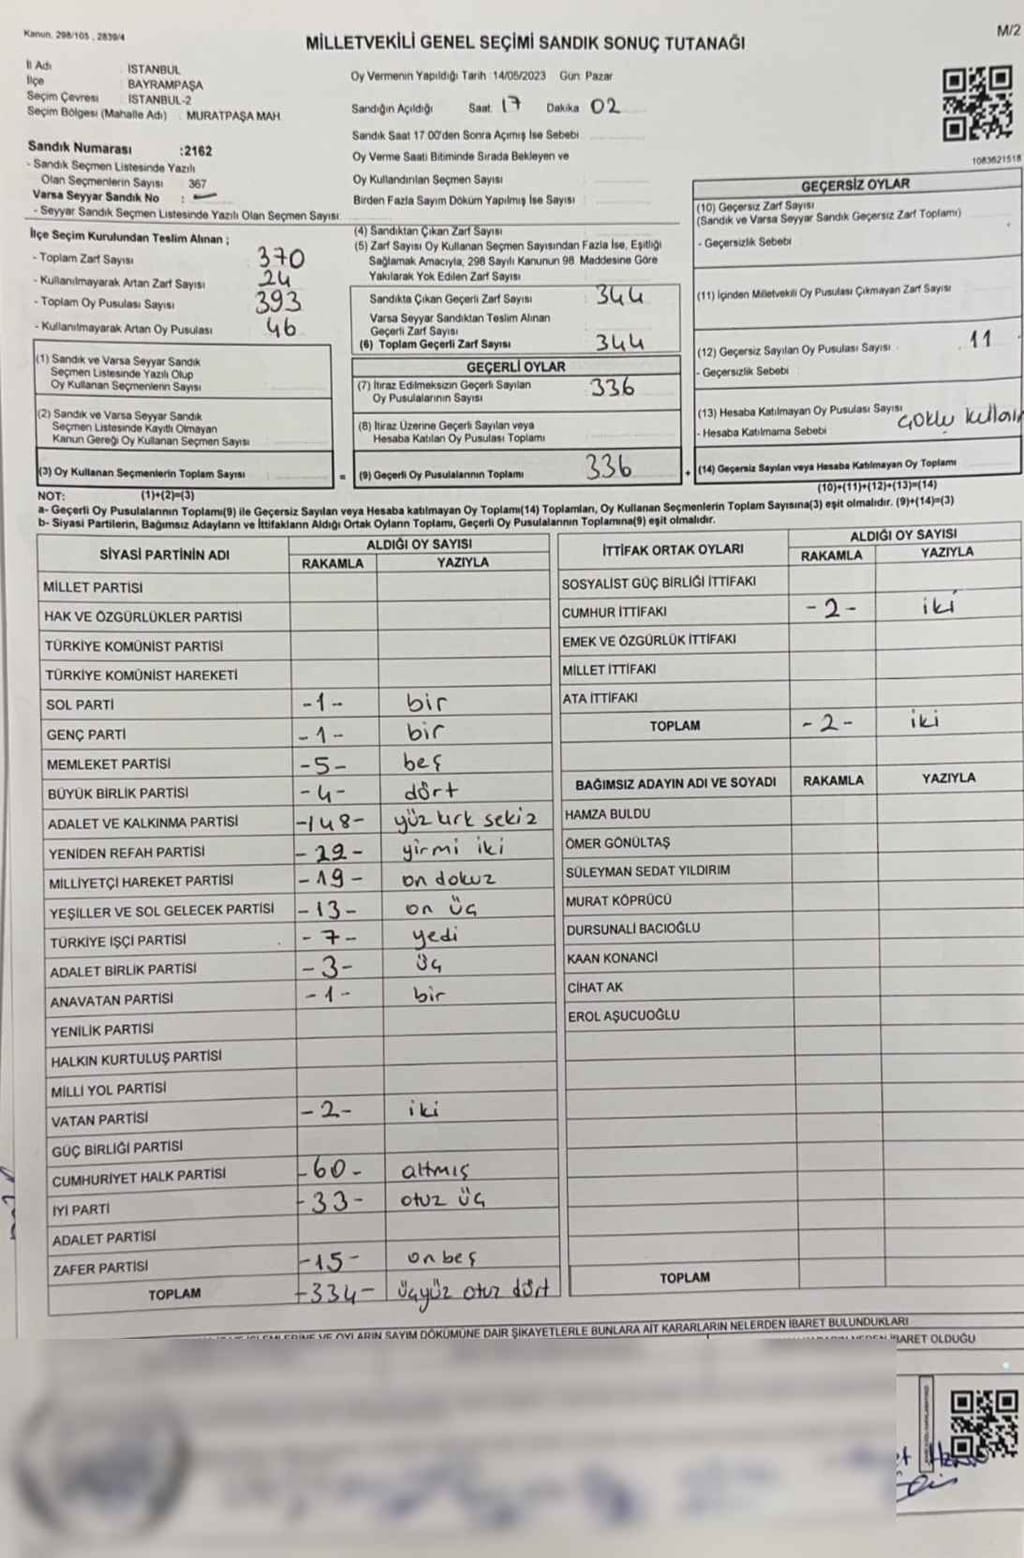 Kanun. 298/105 , 2839/4
M/2
MİLLETVEKİLİ GENEL SEÇİMİ SANDIK SONUÇ TUTANAĞI
İl Adı İSTANBUL
İlçe BAYRAMPAŞA
Seçim Çevresi İSTANBUL-2
Seçim Bölgesi (Mahalle Adı) MURATPAŞA MAH
Oy Vermenin Yapıldığı Tarih 14/05/2023 Gün Pazar
Sandığın Açıldığı Saat 17 Dakika 02
Sandık Saat 17 00'den Sonra Açımış İse Sebebi
Oy Verme Saati Bitiminde Sırada Bekleyen ve
Oy Kullandırılan Seçmen Sayısı
Birden Fazla Sayım Döküm Yapılmış İse Sayısı
1083621518
Sandık Numarası :2162
- Sandık Seçmen Listesinde Yazılı
Olan Seçmenlerin Sayısı 367
Varsa Seyyar Sandık No : -
- Seyyar Sandık Seçmen Listesinde Yazılı Olan Seçmen Sayısı
İlçe Seçim Kurulundan Teslim Alınan ;
- Toplam Zarf Sayısı 370
- Kullanılmayarak Artan Zarf Sayısı 24
- Toplam Oy Pusulası Sayısı 393
- Kullanılmayarak Artan Oy Pusulası 46
(1) Sandık ve Varsa Seyyar Sandık
Seçmen Listesinde Yazılı Olup
Oy Kullanan Seçmenlerin Sayısı
(2) Sandık ve Varsa Seyyar Sandık
Seçmen Listesinde Kayıtlı Olmayan
Kanun Gereği Oy Kullanan Seçmen Sayısı
(3) Oy Kullanan Seçmenlerin Toplam Sayısı =
(4) Sandıktan Çıkan Zarf Sayısı
(5) Zarf Sayısı Oy Kullanan Seçmen Sayısından Fazla İse, Eşitliği
Sağlamak Amacıyla, 298 Sayılı Kanunun 98 Maddesine Göre
Yakılarak Yok Edilen Zarf Sayısı
Sandıkta Çıkan Geçerli Zarf Sayısı 344
Varsa Seyyar Sandıktan Teslim Alınan
Geçerli Zarf Sayısı
(6) Toplam Geçerli Zarf Sayısı 344
GEÇERLİ OYLAR
(7) İtiraz Edilmeksizin Geçerli Sayılan
Oy Pusulalarının Sayısı 336
(8) İtiraz Üzerine Geçerli Sayılan veya
Hesaba Katılan Oy Pusulası Toplamı
(9) Geçerli Oy Pusulalarının Toplamı 336 +
GEÇERSİZ OYLAR
(10) Geçersiz Zarf Sayısı
(Sandık ve Varsa Seyyar Sandık Geçersiz Zarf Toplamı)
- Geçersizlik Sebebi
(11) İçinden Milletvekili Oy Pusulası Çıkmayan Zarf Sayısı
(12) Geçersiz Sayılan Oy Pusulası Sayısı 11
- Geçersizlik Sebebi
(13) Hesaba Katılmayan Oy Pusulası Sayısı
- Hesaba Katılmama Sebebi
(14) Geçersiz Sayılan veya Hesaba Katılmayan Oy Toplamı
(10)+(11)+(12)+(13)=(14)
NOT: (1)+(2)=(3)
a- Geçerli Oy Pusulalarının Toplamı(9) ile Geçersiz Sayılan veya Hesaba katılmayan Oy Toplamı(14) Toplamları, Oy Kullanan Seçmenlerin Toplam Sayısına(3) eşit olmalıdır. (9)+(14)=(3)
b- Siyasi Partilerin, Bağımsız Adayların ve İttifakların Aldığı Ortak Oyların Toplamı, Geçerli Oy Pusulalarının Toplamına(9) eşit olmalıdır.
SİYASİ PARTİNİN ADI ALDIĞI OY SAYISI
RAKAMLA YAZIYLA
MİLLET PARTİSİ
HAK VE ÖZGÜRLÜKLER PARTİSİ
TÜRKİYE KOMÜNİST PARTİSİ
TÜRKİYE KOMÜNİST HAREKETİ
SOL PARTİ -1- bir
GENÇ PARTİ -1- bir
MEMLEKET PARTİSİ -5- beş
BÜYÜK BİRLİK PARTİSİ -4- dört
ADALET VE KALKINMA PARTİSİ -148- yüz kırk sekiz
YENİDEN REFAH PARTİSİ -22- yirmi iki
MİLLİYETÇİ HAREKET PARTİSİ -19- on dokuz
YEŞİLLER VE SOL GELECEK PARTİSİ -13- on üç
TÜRKİYE İŞÇİ PARTİSİ -7- yedi
ADALET BİRLİK PARTİSİ -3- üç
ANAVATAN PARTİSİ -1- bir
YENİLİK PARTİSİ
HALKIN KURTULUŞ PARTİSİ
MİLLİ YOL PARTİSİ
VATAN PARTİSİ -2- iki
GÜÇ BİRLİĞİ PARTİSİ
CUMHURİYET HALK PARTİSİ -60- altmış
İYİ PARTİ -33- otuz üç
ADALET PARTİSİ
ZAFER PARTİSİ -15- on beş
TOPLAM -334- üçyüz otuz dört
İTTİFAK ORTAK OYLARI ALDIĞI OY SAYISI
RAKAMLA YAZIYLA
SOSYALİST GÜÇ BİRLİĞİ İTTİFAKI
CUMHUR İTTİFAKI -2- iki
EMEK VE ÖZGÜRLÜK İTTİFAKI
MİLLET İTTİFAKI
ATA İTTİFAKI
TOPLAM -2- iki
BAĞIMSIZ ADAYIN ADI VE SOYADI RAKAMLA YAZIYLA
HAMZA BULDU
ÖMER GÖNÜLTAŞ
SÜLEYMAN SEDAT YILDIRIM
MURAT KÖPRÜCÜ
DURSUNALİ BACIOĞLU
KAAN KONANCİ
CİHAT AK
EROL AŞUCUOĞLU
TOPLAM
VE OYLARIN SAYIM DÖKÜMÜNE DAİR ŞİKAYETLERLE BUNLARA AİT KARARLARIN NELERDEN İBARET BULUNDUKLARI
OLDUĞU